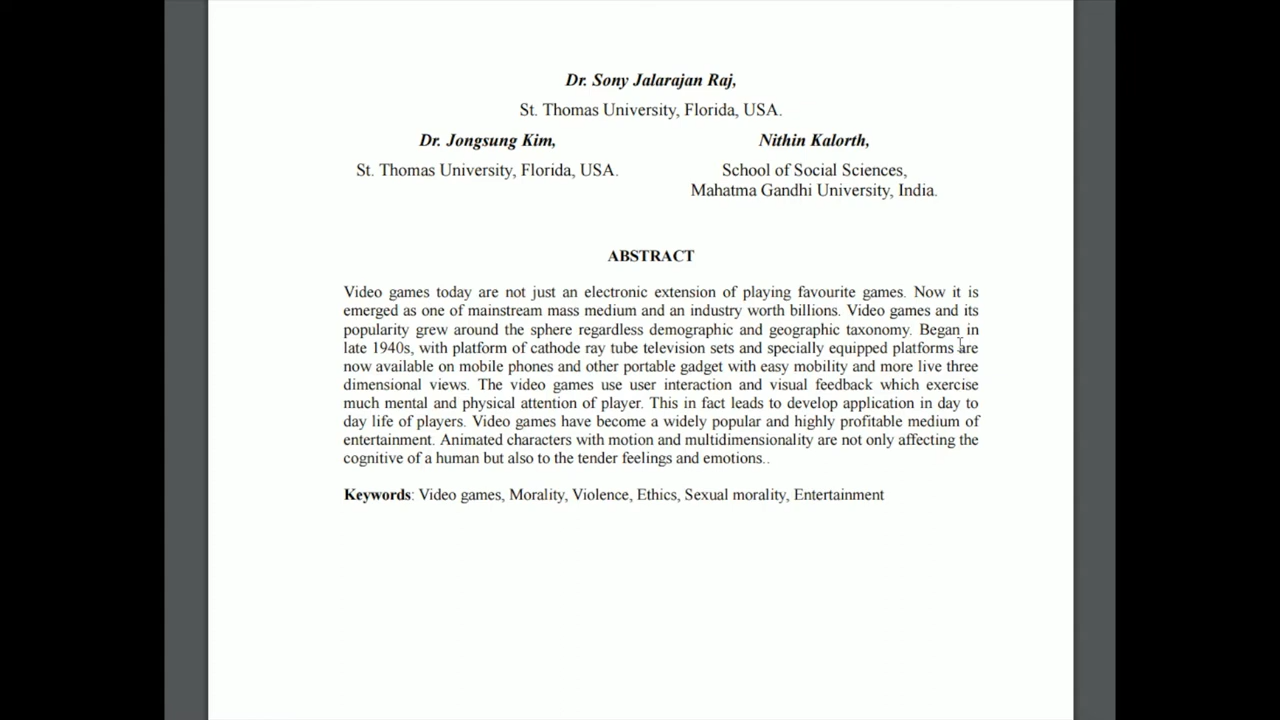 Dr. Sony Jalarajan Raj,
St. Thomas University, Florida, USA.
Dr. Jongsung Kim,
St. Thomas University, Florida, USA.
Nithin Kalorth,
School of Social Sciences,
Mahatma Gandhi University, India.
ABSTRACT
Video games today are not just an electronic extension of playing favourite games. Now it is
emerged as one of mainstream mass medium and an industry worth billions. Video games and its
popularity grew around the sphere regardless demographic and geographic taxonomy. Began in
late 1940s, with platform of cathode ray tube television sets and specially equipped platforms are
now available on mobile phones and other portable gadget with easy mobility and more live three
dimensional views. The video games use user interaction and visual feedback which exercise
much mental and physical attention of player. This in fact leads to develop application in day to
day life of players. Video games have become a widely popular and highly profitable medium of
entertainment. Animated characters with motion and multidimensionality are not only affecting the
cognitive of a human but also to the tender feelings and emotions..
Keywords: Video games, Morality, Violence, Ethics, Sexual morality, Entertainment